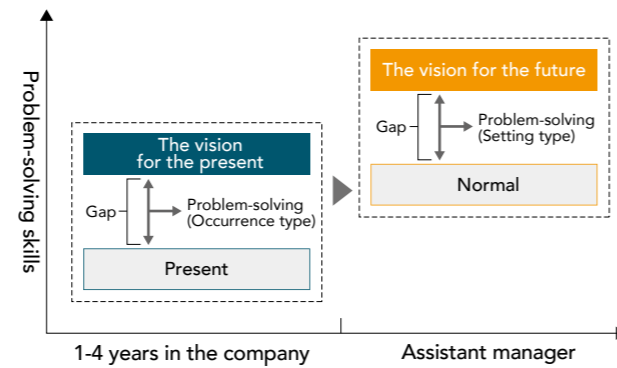 Problem-solving skills
The vision
for the present
Gap
Problem-solving
(Occurrence type)
Present
The vision for the future
Gap
Problem-solving
(Setting type)
Normal
1-4 years in the company
Assistant manager